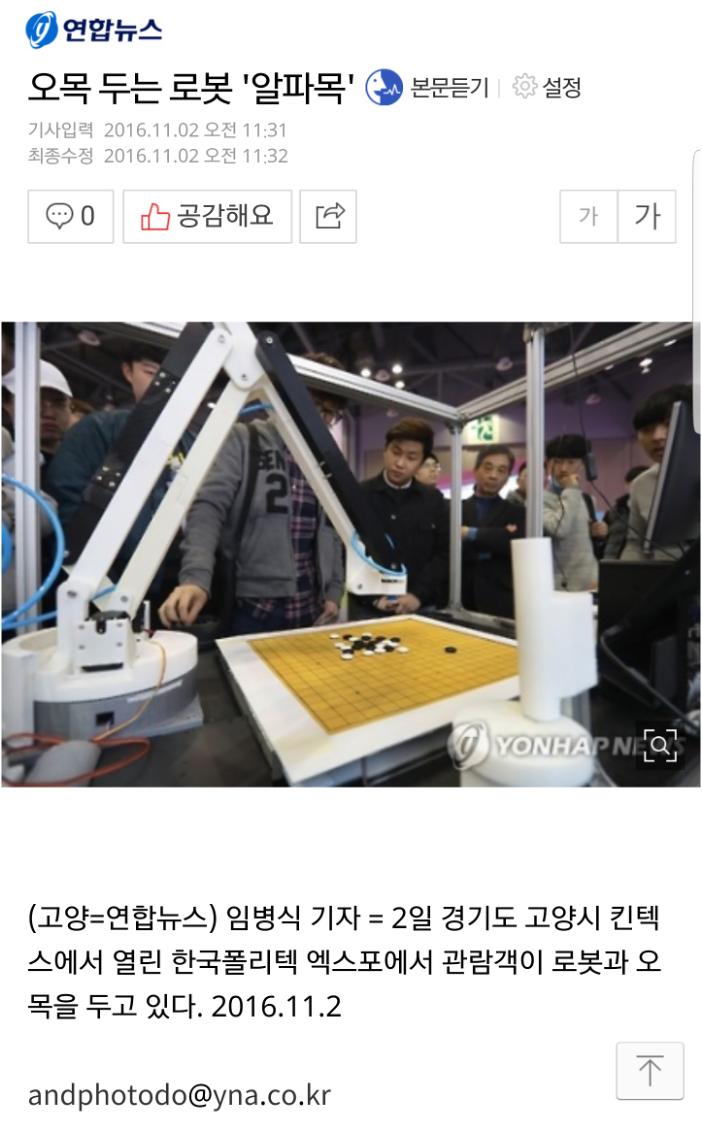 연합뉴스
오목 두는 로봇 '알파목' 본문듣기 설정
기사입력 2016.11.02 오전 11:31
최종수정 2016.11.02 오전 11:32
0 공감해요 가 가
2
YONHAP NEWS
(고양=연합뉴스) 임병식 기자 = 2일 경기도 고양시 킨텍
스에서 열린 한국폴리텍 엑스포에서 관람객이 로봇과 오
목을 두고 있다. 2016.11.2
andphotodo@yna.co.kr